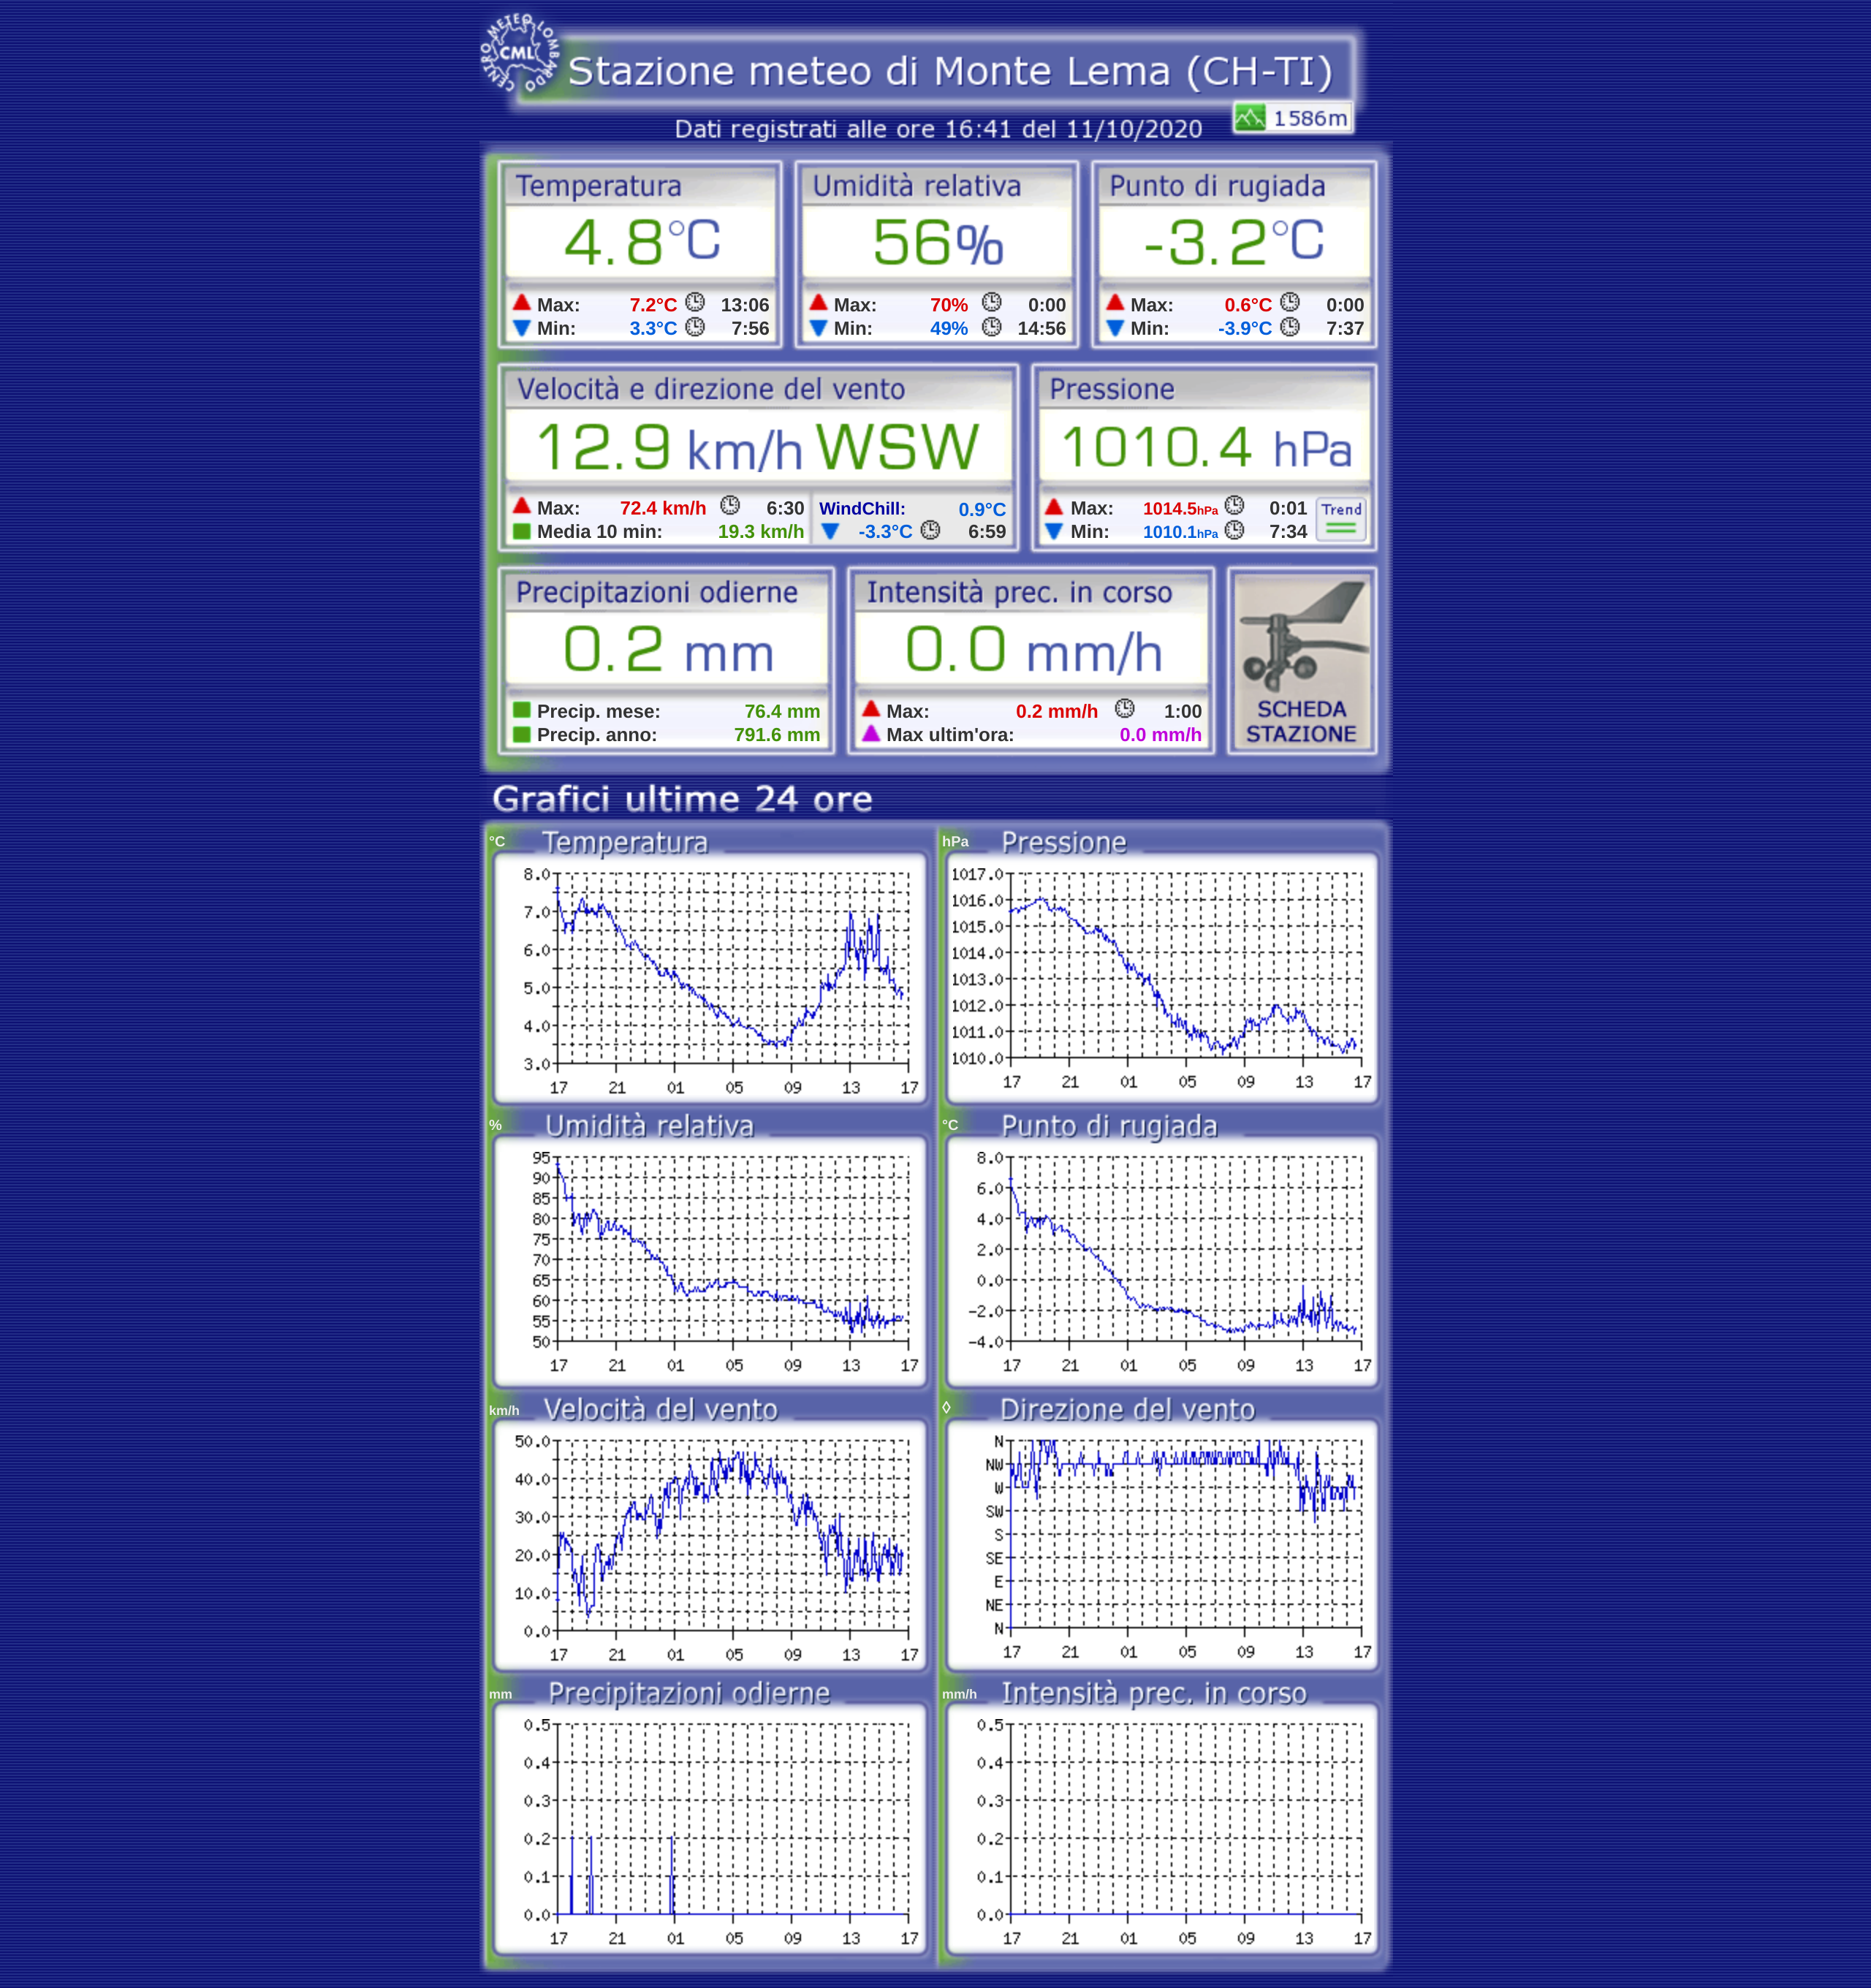 CENTRO METEO LOMBARDO
CML
Stazione meteo di Monte Lema (CH-TI)
1586m
Dati registrati alle ore 16:41 del 11/10/2020
Temperatura
4.8°C
Max: 7.2°C 13:06
Min: 3.3°C 7:56
Umidità relativa
56%
Max: 70% 0:00
Min: 49% 14:56
Punto di rugiada
-3.2°C
Max: 0.6°C 0:00
Min: -3.9°C 7:37
Velocità e direzione del vento
12.9 km/h WSW
Max: 72.4 km/h 6:30
Media 10 min: 19.3 km/h
WindChill: 0.9°C
-3.3°C 6:59
Pressione
1010.4 hPa
Max: 1014.5hPa 0:01
Min: 1010.1hPa 7:34
Trend
Precipitazioni odierne
0.2 mm
Precip. mese: 76.4 mm
Precip. anno: 791.6 mm
Intensità prec. in corso
0.0 mm/h
Max: 0.2 mm/h 1:00
Max ultim'ora: 0.0 mm/h
SCHEDA
STAZIONE
Grafici ultime 24 ore
°C Temperatura
8.0
7.0
6.0
5.0
4.0
3.0
17 21 01 05 09 13 17
hPa Pressione
1017.0
1016.0
1015.0
1014.0
1013.0
1012.0
1011.0
1010.0
17 21 01 05 09 13 17
% Umidità relativa
95
90
85
80
75
70
65
60
55
50
17 21 01 05 09 13 17
°C Punto di rugiada
8.0
6.0
4.0
2.0
0.0
-2.0
-4.0
17 21 01 05 09 13 17
km/h Velocità del vento
50.0
40.0
30.0
20.0
10.0
0.0
17 21 01 05 09 13 17
◊ Direzione del vento
N
NW
W
SW
S
SE
E
NE
N
17 21 01 05 09 13 17
mm Precipitazioni odierne
0.5
0.4
0.3
0.2
0.1
0.0
17 21 01 05 09 13 17
mm/h Intensità prec. in corso
0.5
0.4
0.3
0.2
0.1
0.0
17 21 01 05 09 13 17